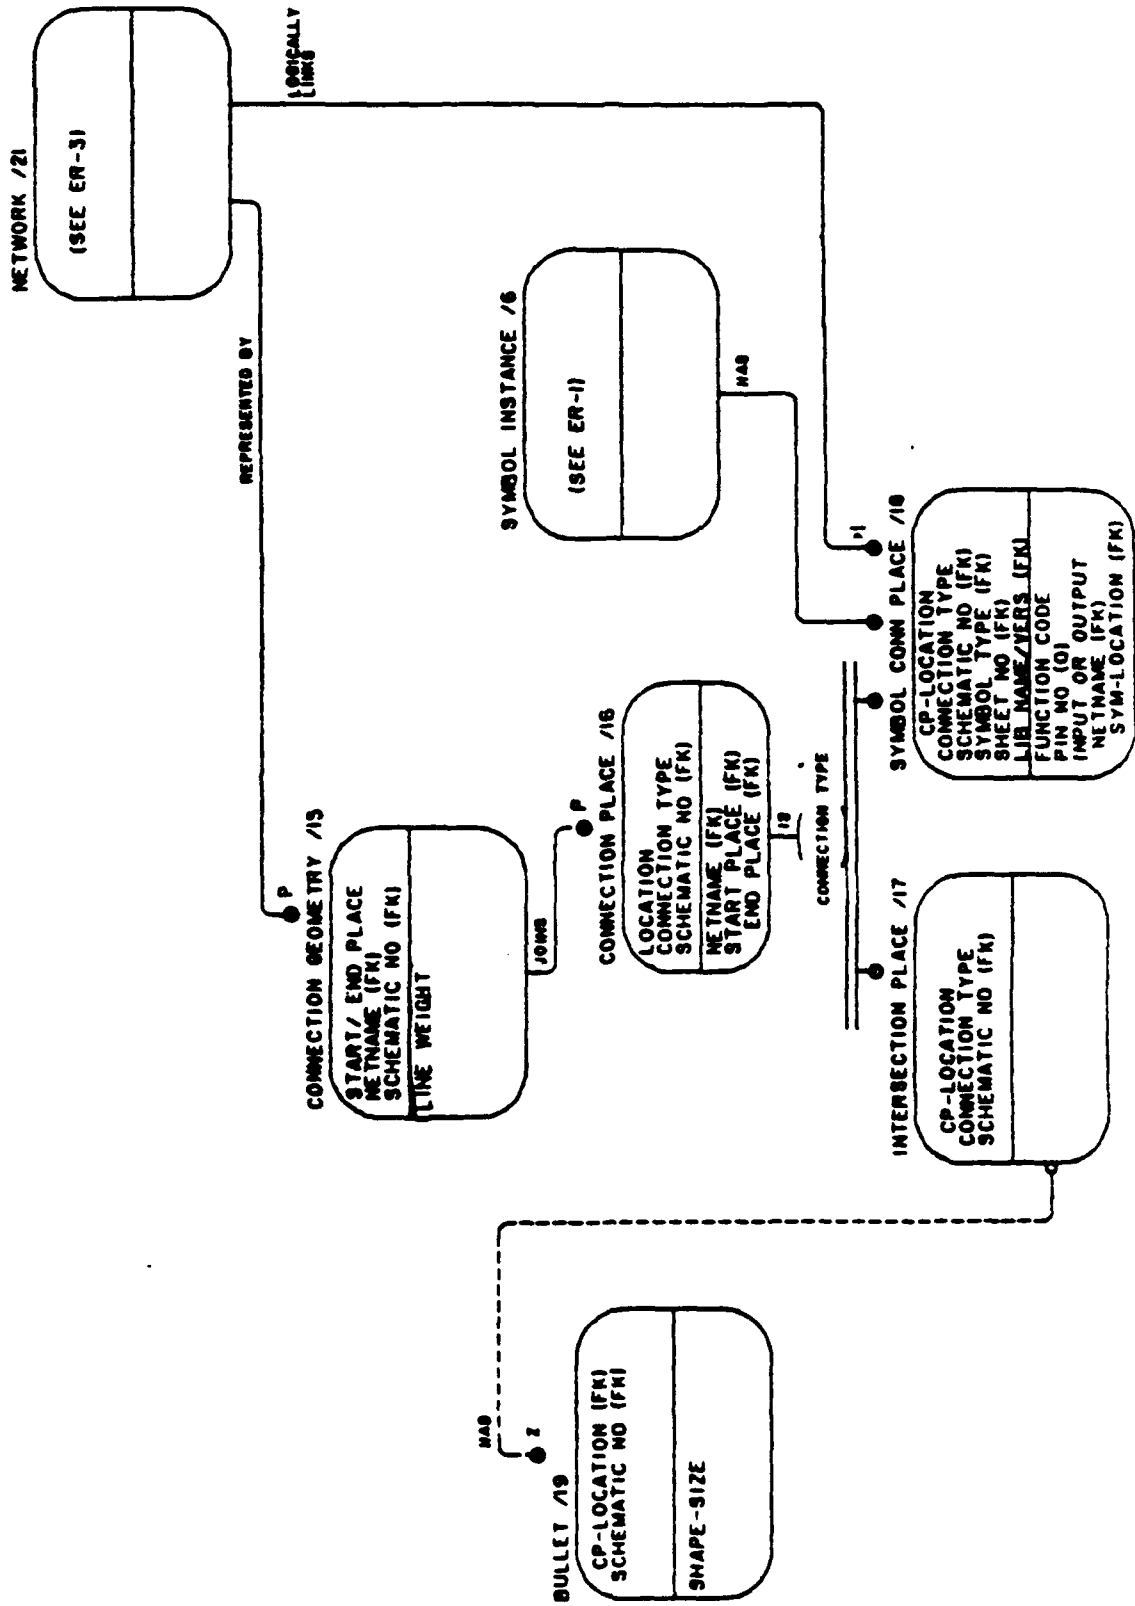 NETWORK /21
(SEE ER-3)
LOGICALLY
LINKS
REPRESENTED BY
SYMBOL INSTANCE /6
(SEE ER-1)
HAS
CONNECTION GEOMETRY /15
P
START/ END PLACE
NETNAME (FK)
SCHEMATIC NO (FK)
LINE WEIGHT
JOINS
CONNECTION PLACE /16
P
LOCATION
CONNECTION TYPE
SCHEMATIC NO (FK)
NETNAME (FK)
START PLACE (FK)
END PLACE (FK)
CONNECTION TYPE
SYMBOL CONN PLACE /18
CP-LOCATION
CONNECTION TYPE
SCHEMATIC NO (FK)
SYMBOL TYPE (FK)
SHEET NO (FK)
LIB NAME/VERS (FK)
FUNCTION CODE
PIN NO (O)
INPUT OR OUTPUT
NETNAME (FK)
SYM-LOCATION (FK)
INTERSECTION PLACE /17
CP-LOCATION
CONNECTION TYPE
SCHEMATIC NO (FK)
HAS
Z
BULLET /19
CP-LOCATION (FK)
SCHEMATIC NO (FK)
SHAPE-SIZE